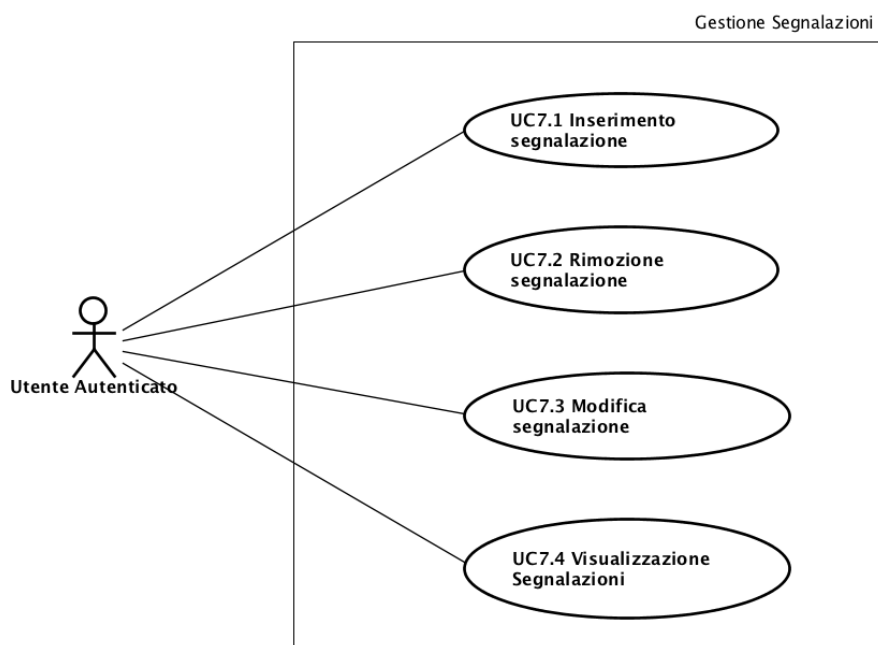 Gestione Segnalazioni
UC7.1 Inserimento
segnalazione
UC7.2 Rimozione
segnalazione
Utente Autenticato
UC7.3 Modifica
segnalazione
UC7.4 Visualizzazione
Segnalazioni